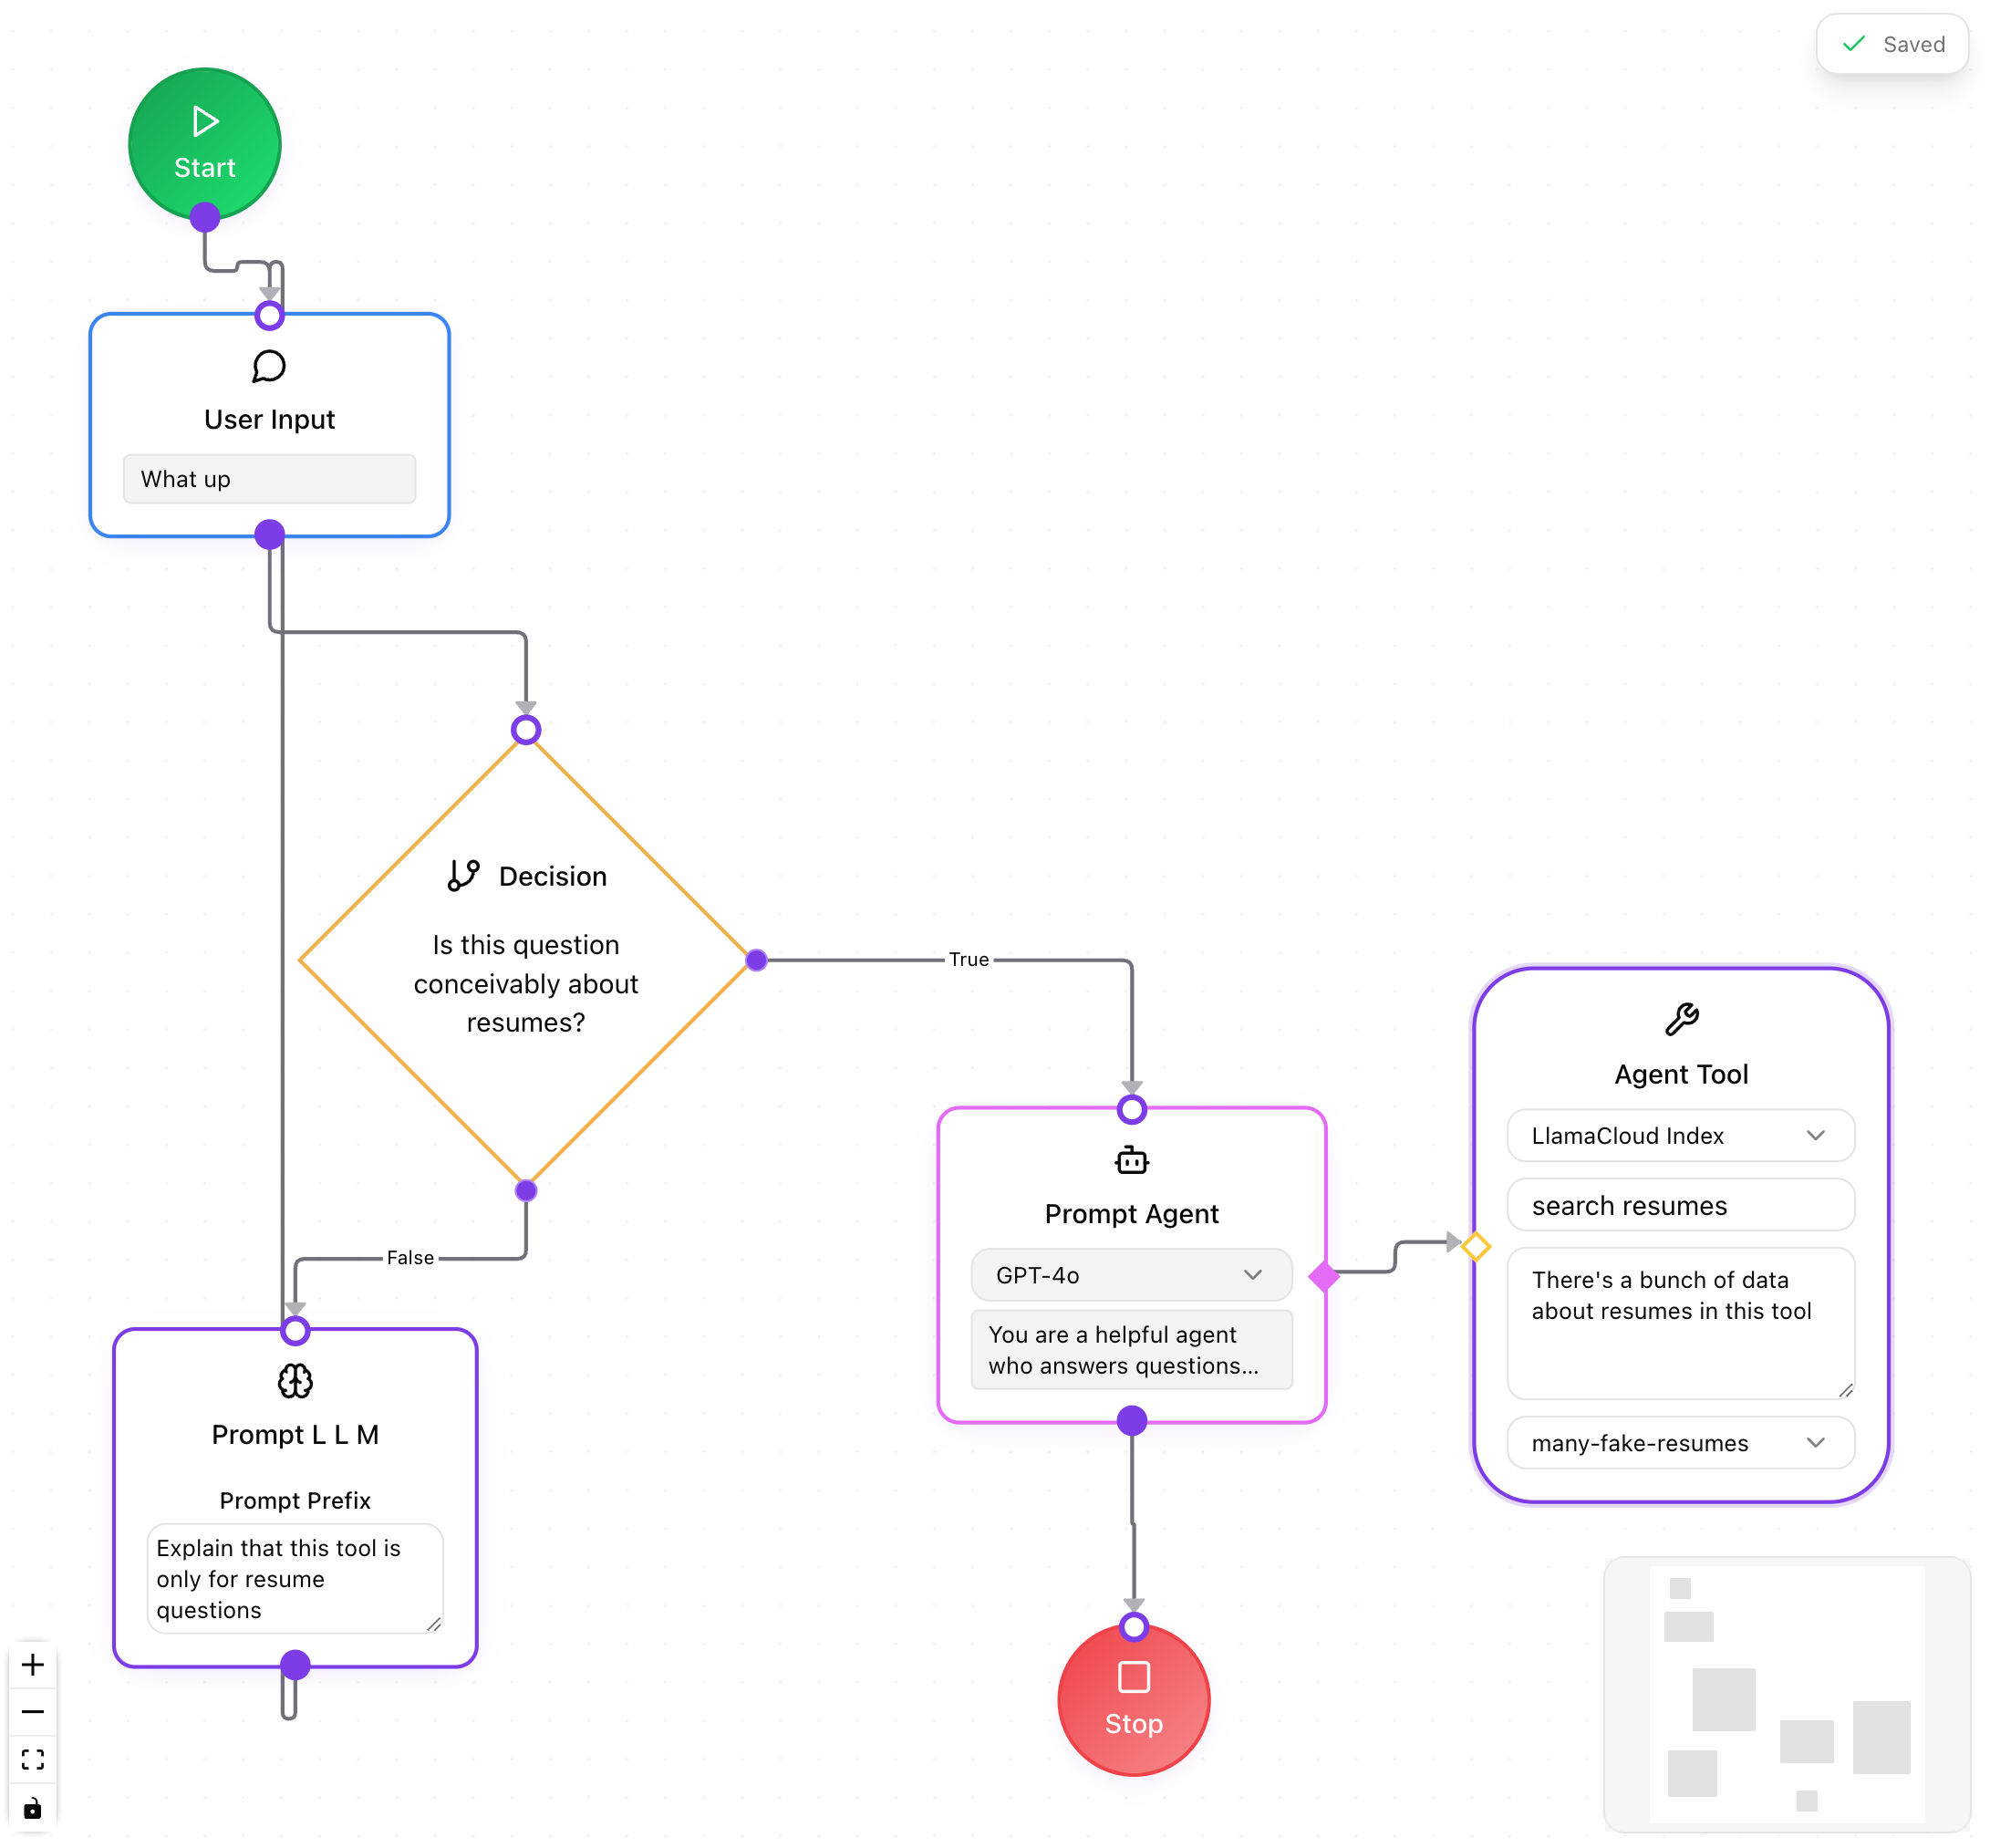 Saved
Start
User Input
What up
Decision
Is this question
conceivably about
resumes?
True
False
Agent Tool
LlamaCloud Index
search resumes
There's a bunch of data
about resumes in this tool
many-fake-resumes
Prompt Agent
GPT-4o
You are a helpful agent
who answers questions...
Prompt L L M
Prompt Prefix
Explain that this tool is
only for resume
questions
Stop